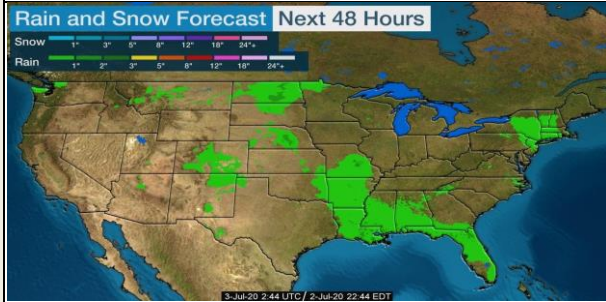 Rain and Snow Forecast Next 48 Hours
Snow
1" 3" 5" 8" 12" 18" 24"+
Rain
1" 2" 3" 5" 8" 12" 18" 24"+
3-Jul-20 2:44 UTC / 2-Jul-20 22:44 EDT